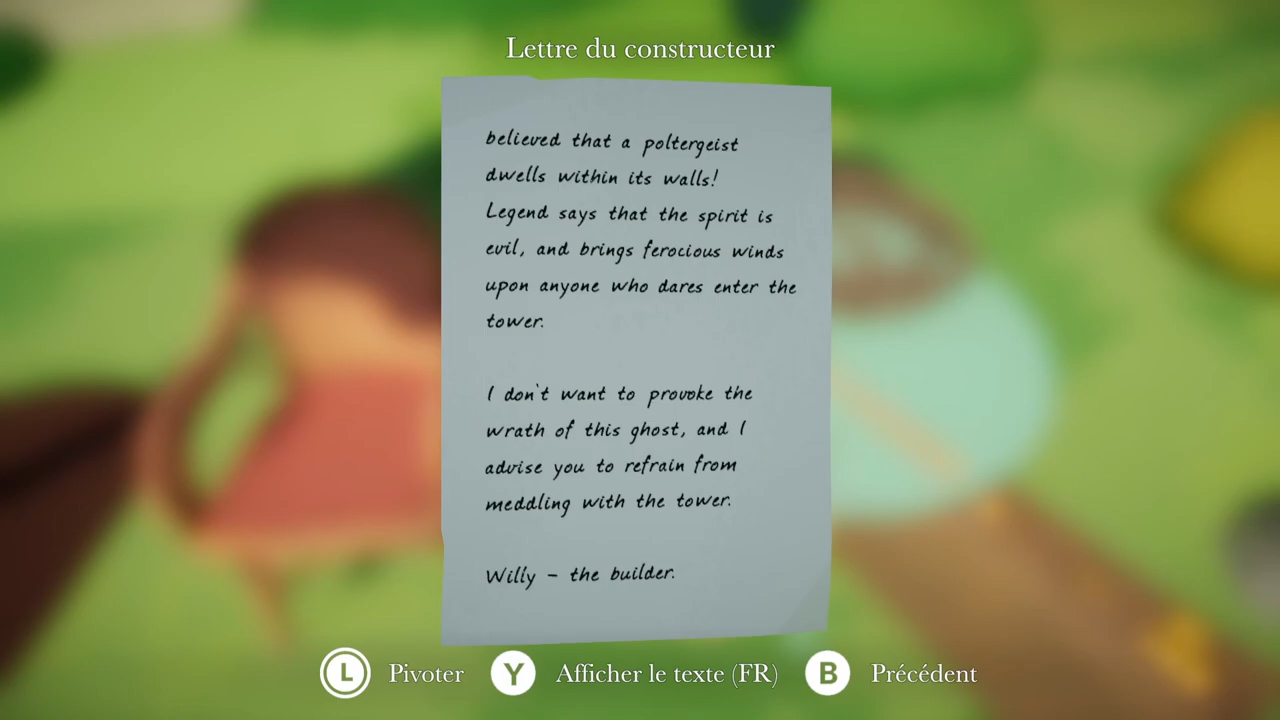 Lettre du constructeur
believed that a poltergeist
dwells within its walls!
Legend says that the spirit is
evil, and brings ferocious winds
upon anyone who dares enter the
tower.
I don't want to provoke the
wrath of this ghost, and I
advise you to refrain from
meddling with the tower.
Willy - the builder.
L Pivoter Y Afficher le texte (FR) B Précédent